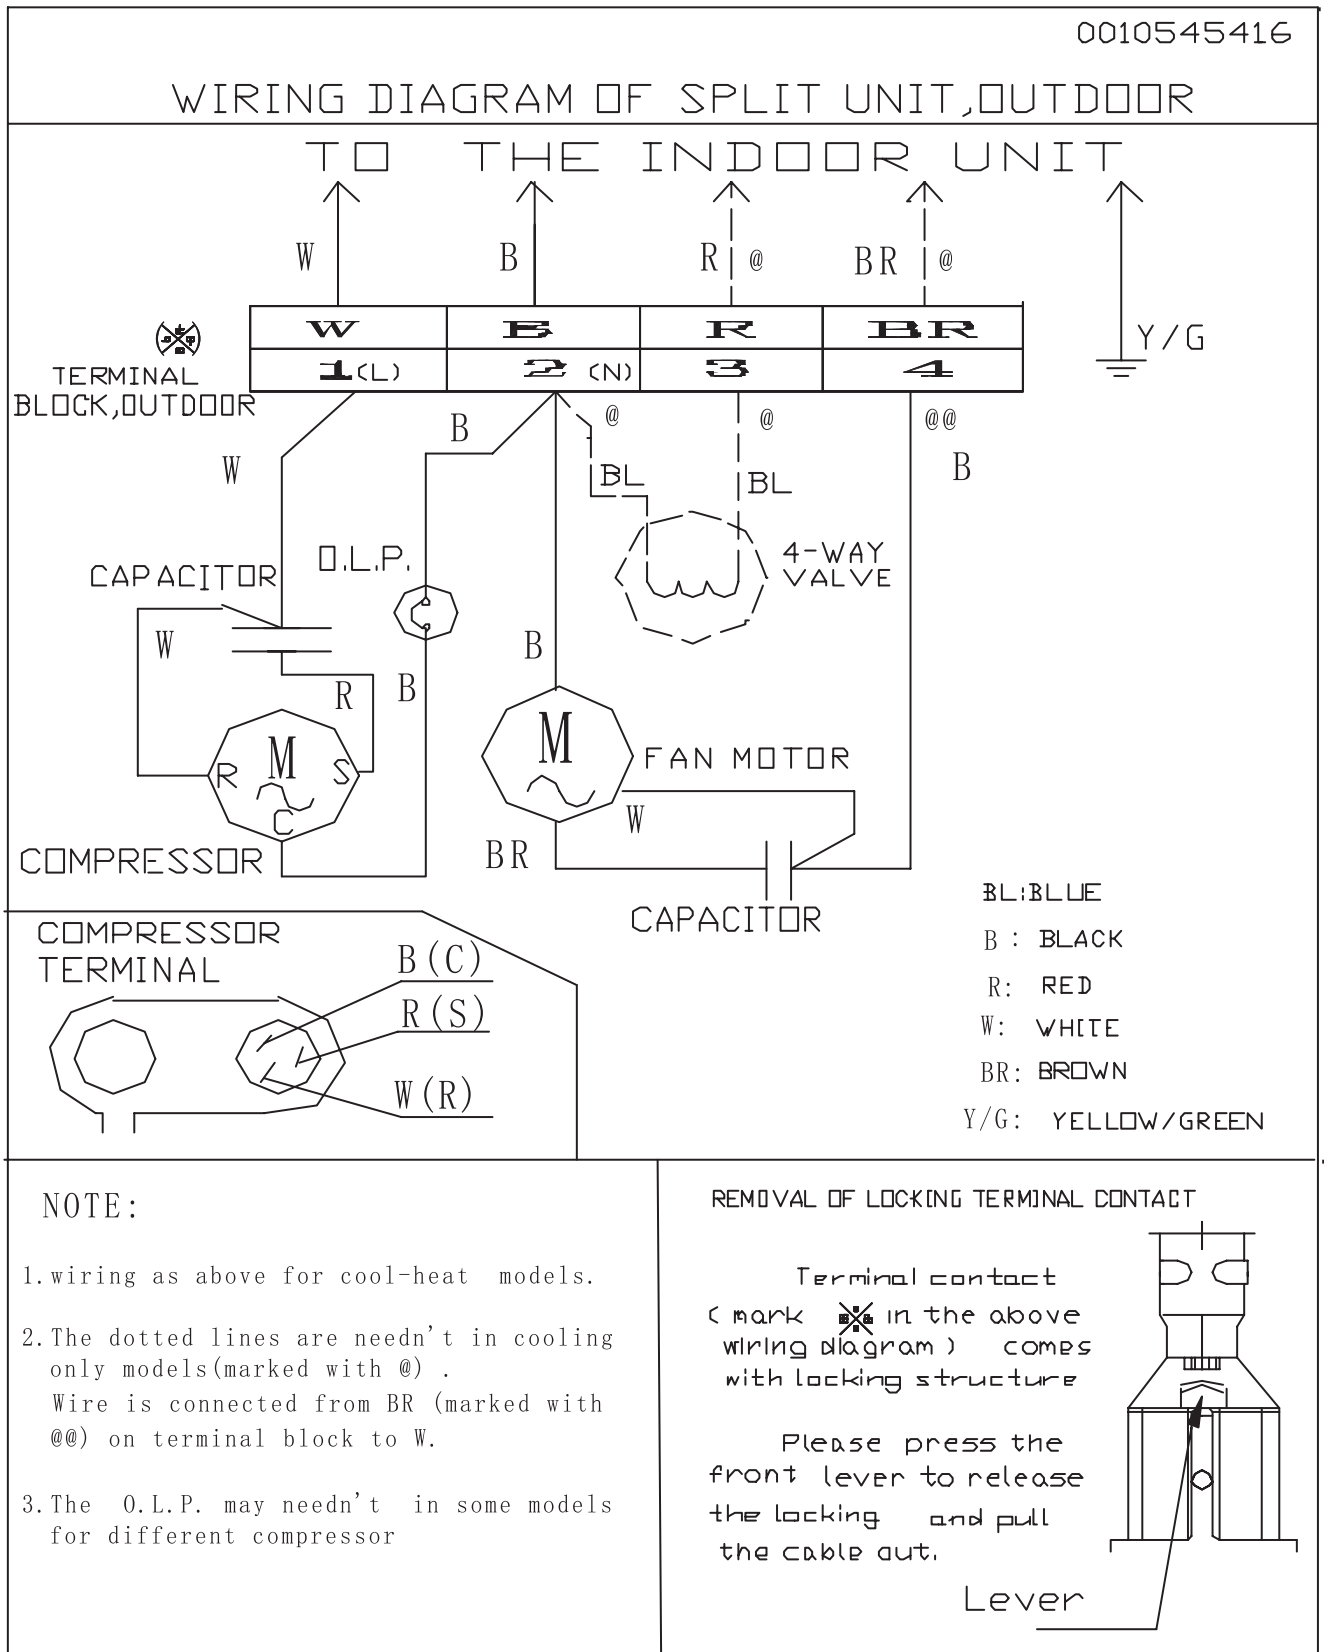 0010545416
WIRING DIAGRAM OF SPLIT UNIT,OUTDOOR
TO THE INDOOR UNIT
W
B
R @
BR @
Y/G
W B R BR
1(L) 2 (N) 3 4
TERMINAL
BLOCK,OUTDOOR
W
B
@
@
@@
B
BL
BL
4-WAY
VALVE
O.L.P.
CAPACITOR
W
R
B
B
M
R
S
C
COMPRESSOR
M
FAN MOTOR
W
BR
CAPACITOR
COMPRESSOR
TERMINAL
B(C)
R(S)
W(R)
BL:BLUE
B : BLACK
R: RED
W: WHITE
BR: BROWN
Y/G: YELLOW/GREEN
NOTE:
1.wiring as above for cool-heat models.
2.The dotted lines are needn't in cooling
only models(marked with @) .
Wire is connected from BR (marked with
@@) on terminal block to W.
3.The O.L.P. may needn't in some models
for different compressor
REMOVAL OF LOCKING TERMINAL CONTACT
Terminal contact
( mark ※ in the above
wiring diagram ) comes
with locking structure
Please press the
front lever to release
the locking and pull
the cable out.
Lever